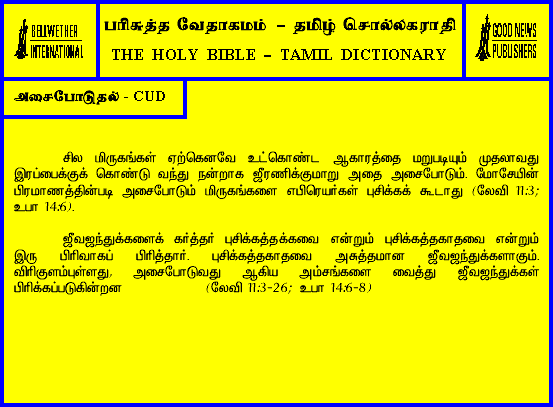 BELLWETHER
INTERNATIONAL
பரிசுத்த வேதாகமம் – தமிழ் சொல்லகராதி
THE HOLY BIBLE – TAMIL DICTIONARY
GOOD NEWS
PUBLISHERS
அசைபோடுதல் - CUD
சில மிருகங்கள் ஏற்கெனவே உட்கொண்ட ஆகாரத்தை மறுபடியும் முதலாவது
இரப்பைக்குக் கொண்டு வந்து நன்றாக ஜீரணிக்குமாறு அதை அசைபோடும். மோசேயின்
பிரமாணத்தின்படி அசைபோடும் மிருகங்களை எபிரெயர்கள் புசிக்கக் கூடாது (லேவி 11:3;
உபா 14:6).
ஜீவஜந்துக்களைக் கர்த்தர் புசிக்கத்தக்கவை என்றும் புசிக்கத்தகாதவை என்றும்
இரு பிரிவாகப் பிரித்தார். புசிக்கத்தகாதவை அசுத்தமான ஜீவஜந்துக்களாகும்.
விரிகுளம்புள்ளது, அசைபோடுவது ஆகிய அம்சங்களை வைத்து ஜீவஜந்துக்கள்
பிரிக்கப்படுகின்றன (லேவி 11:3-26; உபா 14:6-8)